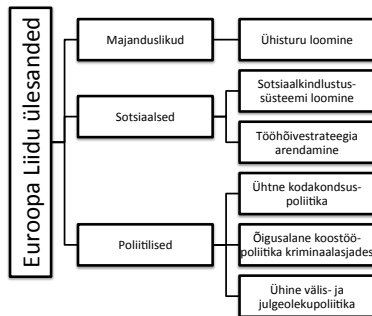 Euroopa Liidu ülesanded
Majanduslikud
Ühisturu loomine
Sotsiaalsed
Sotsiaalkindlustus-
süsteemi loomine
Tööhõivestrateegia
arendamine
Poliitilised
Ühtne kodakondsus-
poliitika
Õigusalane koostöö-
poliitika kriminaalasjades
Ühine välis- ja
julgeolekupoliitika